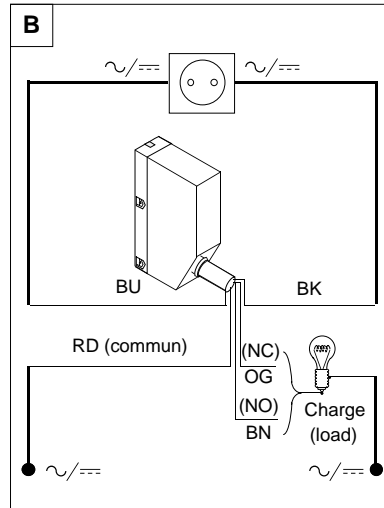 B
~/⎓ ~/⎓
BU BK
RD (commun)
(NC)
OG
(NO)
BN
Charge
(load)
~/⎓ ~/⎓